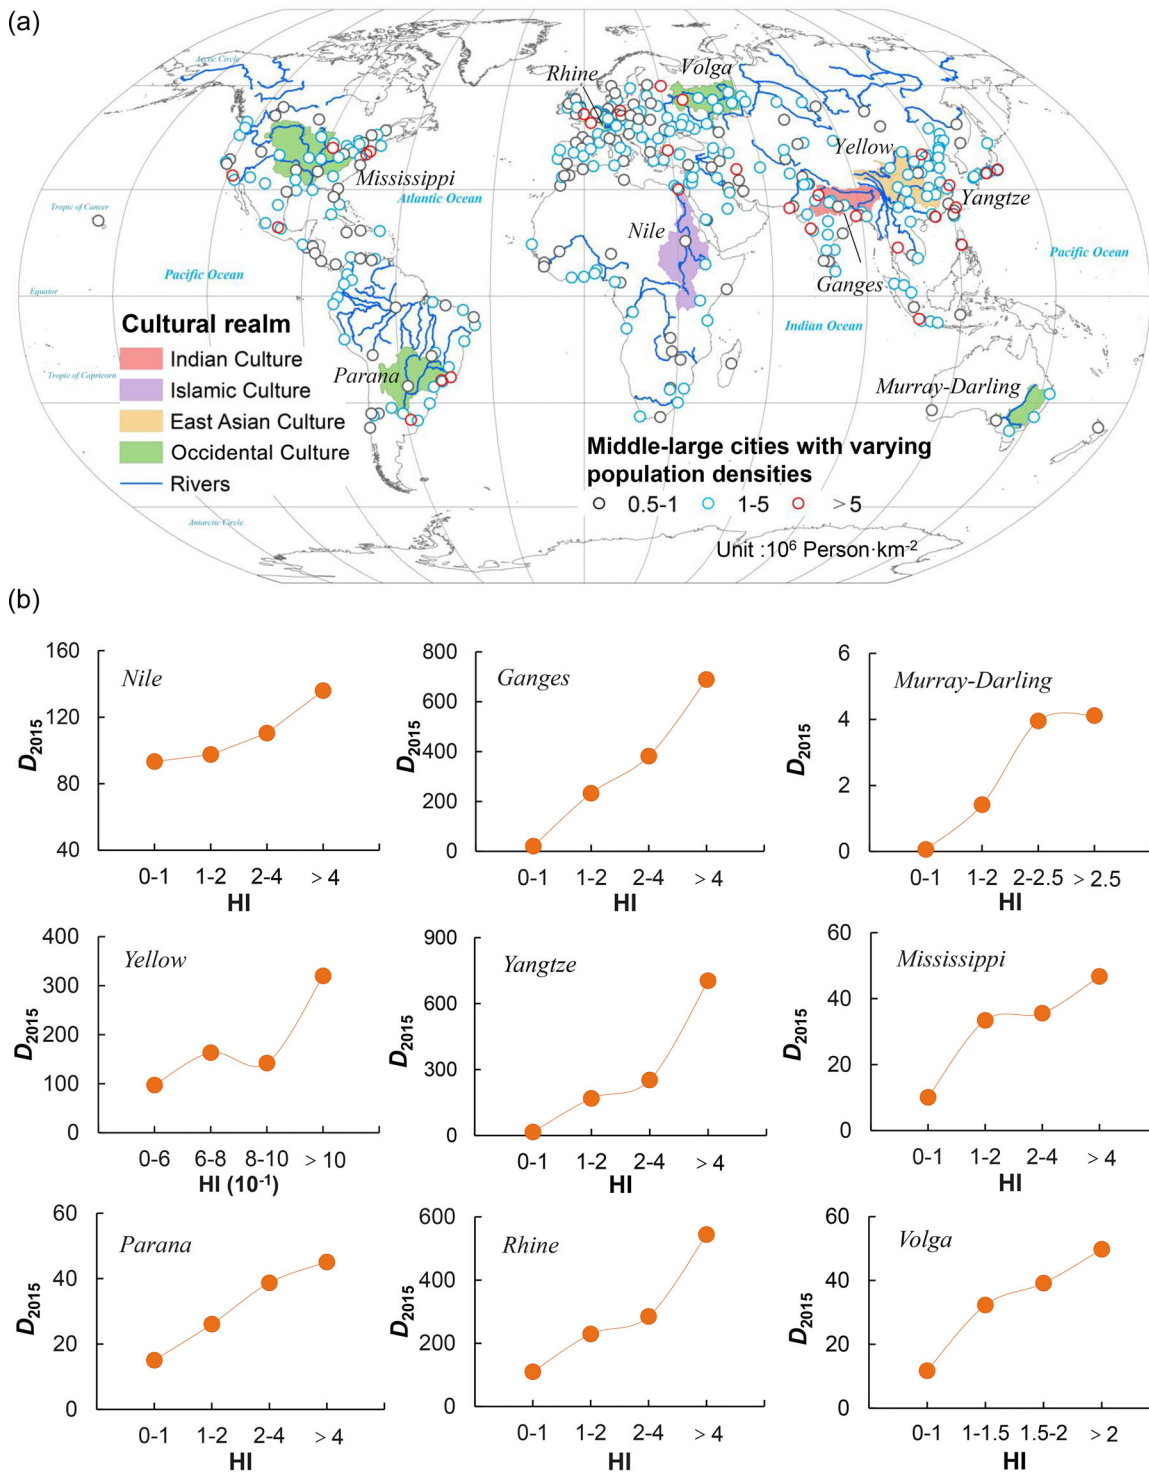 (a)
Arctic Circle
Rhine
Volga
Yellow
Mississippi
Yangtze
Tropic of Cancer
Atlantic Ocean
Nile
Pacific Ocean
Pacific Ocean
Ganges
Equator
Indian Ocean
Cultural realm
Indian Culture
Islamic Culture
East Asian Culture
Occidental Culture
Rivers
Tropic of Capricorn
Parana
Murray-Darling
Middle-large cities with varying
population densities
0.5-1 1-5 >5
Unit :10⁶ Person·km⁻²
Antarctic Circle
(b)
Nile
D₂₀₁₅
160
120
80
40
0-1 1-2 2-4 > 4
HI
Ganges
D₂₀₁₅
800
600
400
200
0
0-1 1-2 2-4 > 4
HI
Murray-Darling
D₂₀₁₅
6
4
2
0
0-1 1-2 2-2.5 > 2.5
HI
Yellow
D₂₀₁₅
400
300
200
100
0
0-6 6-8 8-10 > 10
HI (10⁻¹)
Yangtze
D₂₀₁₅
900
600
300
0
0-1 1-2 2-4 > 4
HI
Mississippi
D₂₀₁₅
60
40
20
0
0-1 1-2 2-4 > 4
HI
Parana
D₂₀₁₅
60
40
20
0
0-1 1-2 2-4 > 4
HI
Rhine
D₂₀₁₅
600
400
200
0
0-1 1-2 2-4 > 4
HI
Volga
D₂₀₁₅
60
40
20
0
0-1 1-1.5 1.5-2 > 2
HI